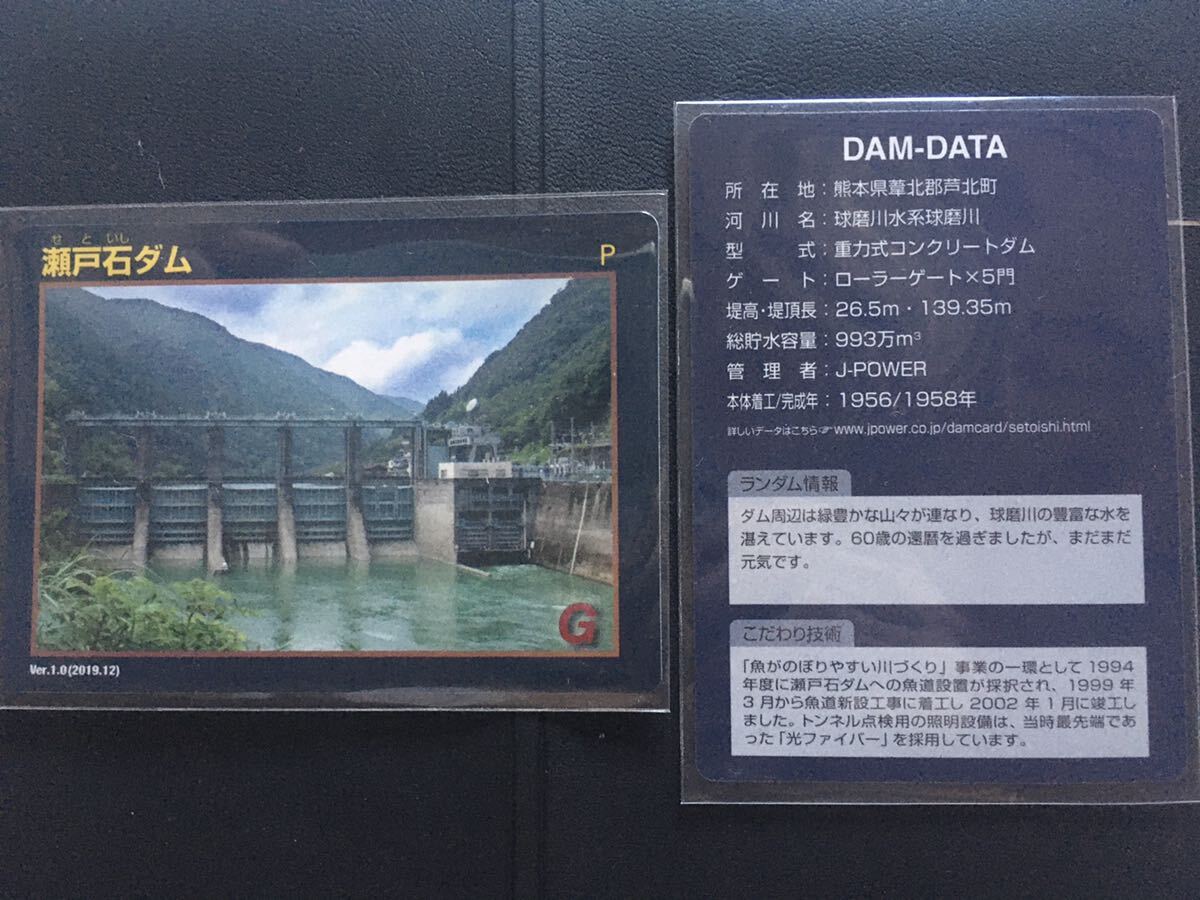 せといし
瀬戸石ダム
P
G
Ver.1.0(2019.12)
DAM-DATA
所在地：熊本県葦北郡芦北町
河川名：球磨川水系球磨川
型式：重力式コンクリートダム
ゲート：ローラーゲート×5門
堤高・堤頂長：26.5m・139.35m
総貯水容量：993万m³
管理者：J-POWER
本体着工/完成年：1956/1958年
詳しいデータはこちら☞www.jpower.co.jp/damcard/setoishi.html
ランダム情報
ダム周辺は緑豊かな山々が連なり、球磨川の豊富な水を
湛えています。60歳の還暦を過ぎましたが、まだまだ
元気です。
こだわり技術
「魚がのぼりやすい川づくり」事業の一環として1994
年度に瀬戸石ダムへの魚道設置が採択され、1999年
3月から魚道新設工事に着工し2002年1月に竣工し
ました。トンネル点検用の照明設備は、当時最先端であ
った「光ファイバー」を採用しています。